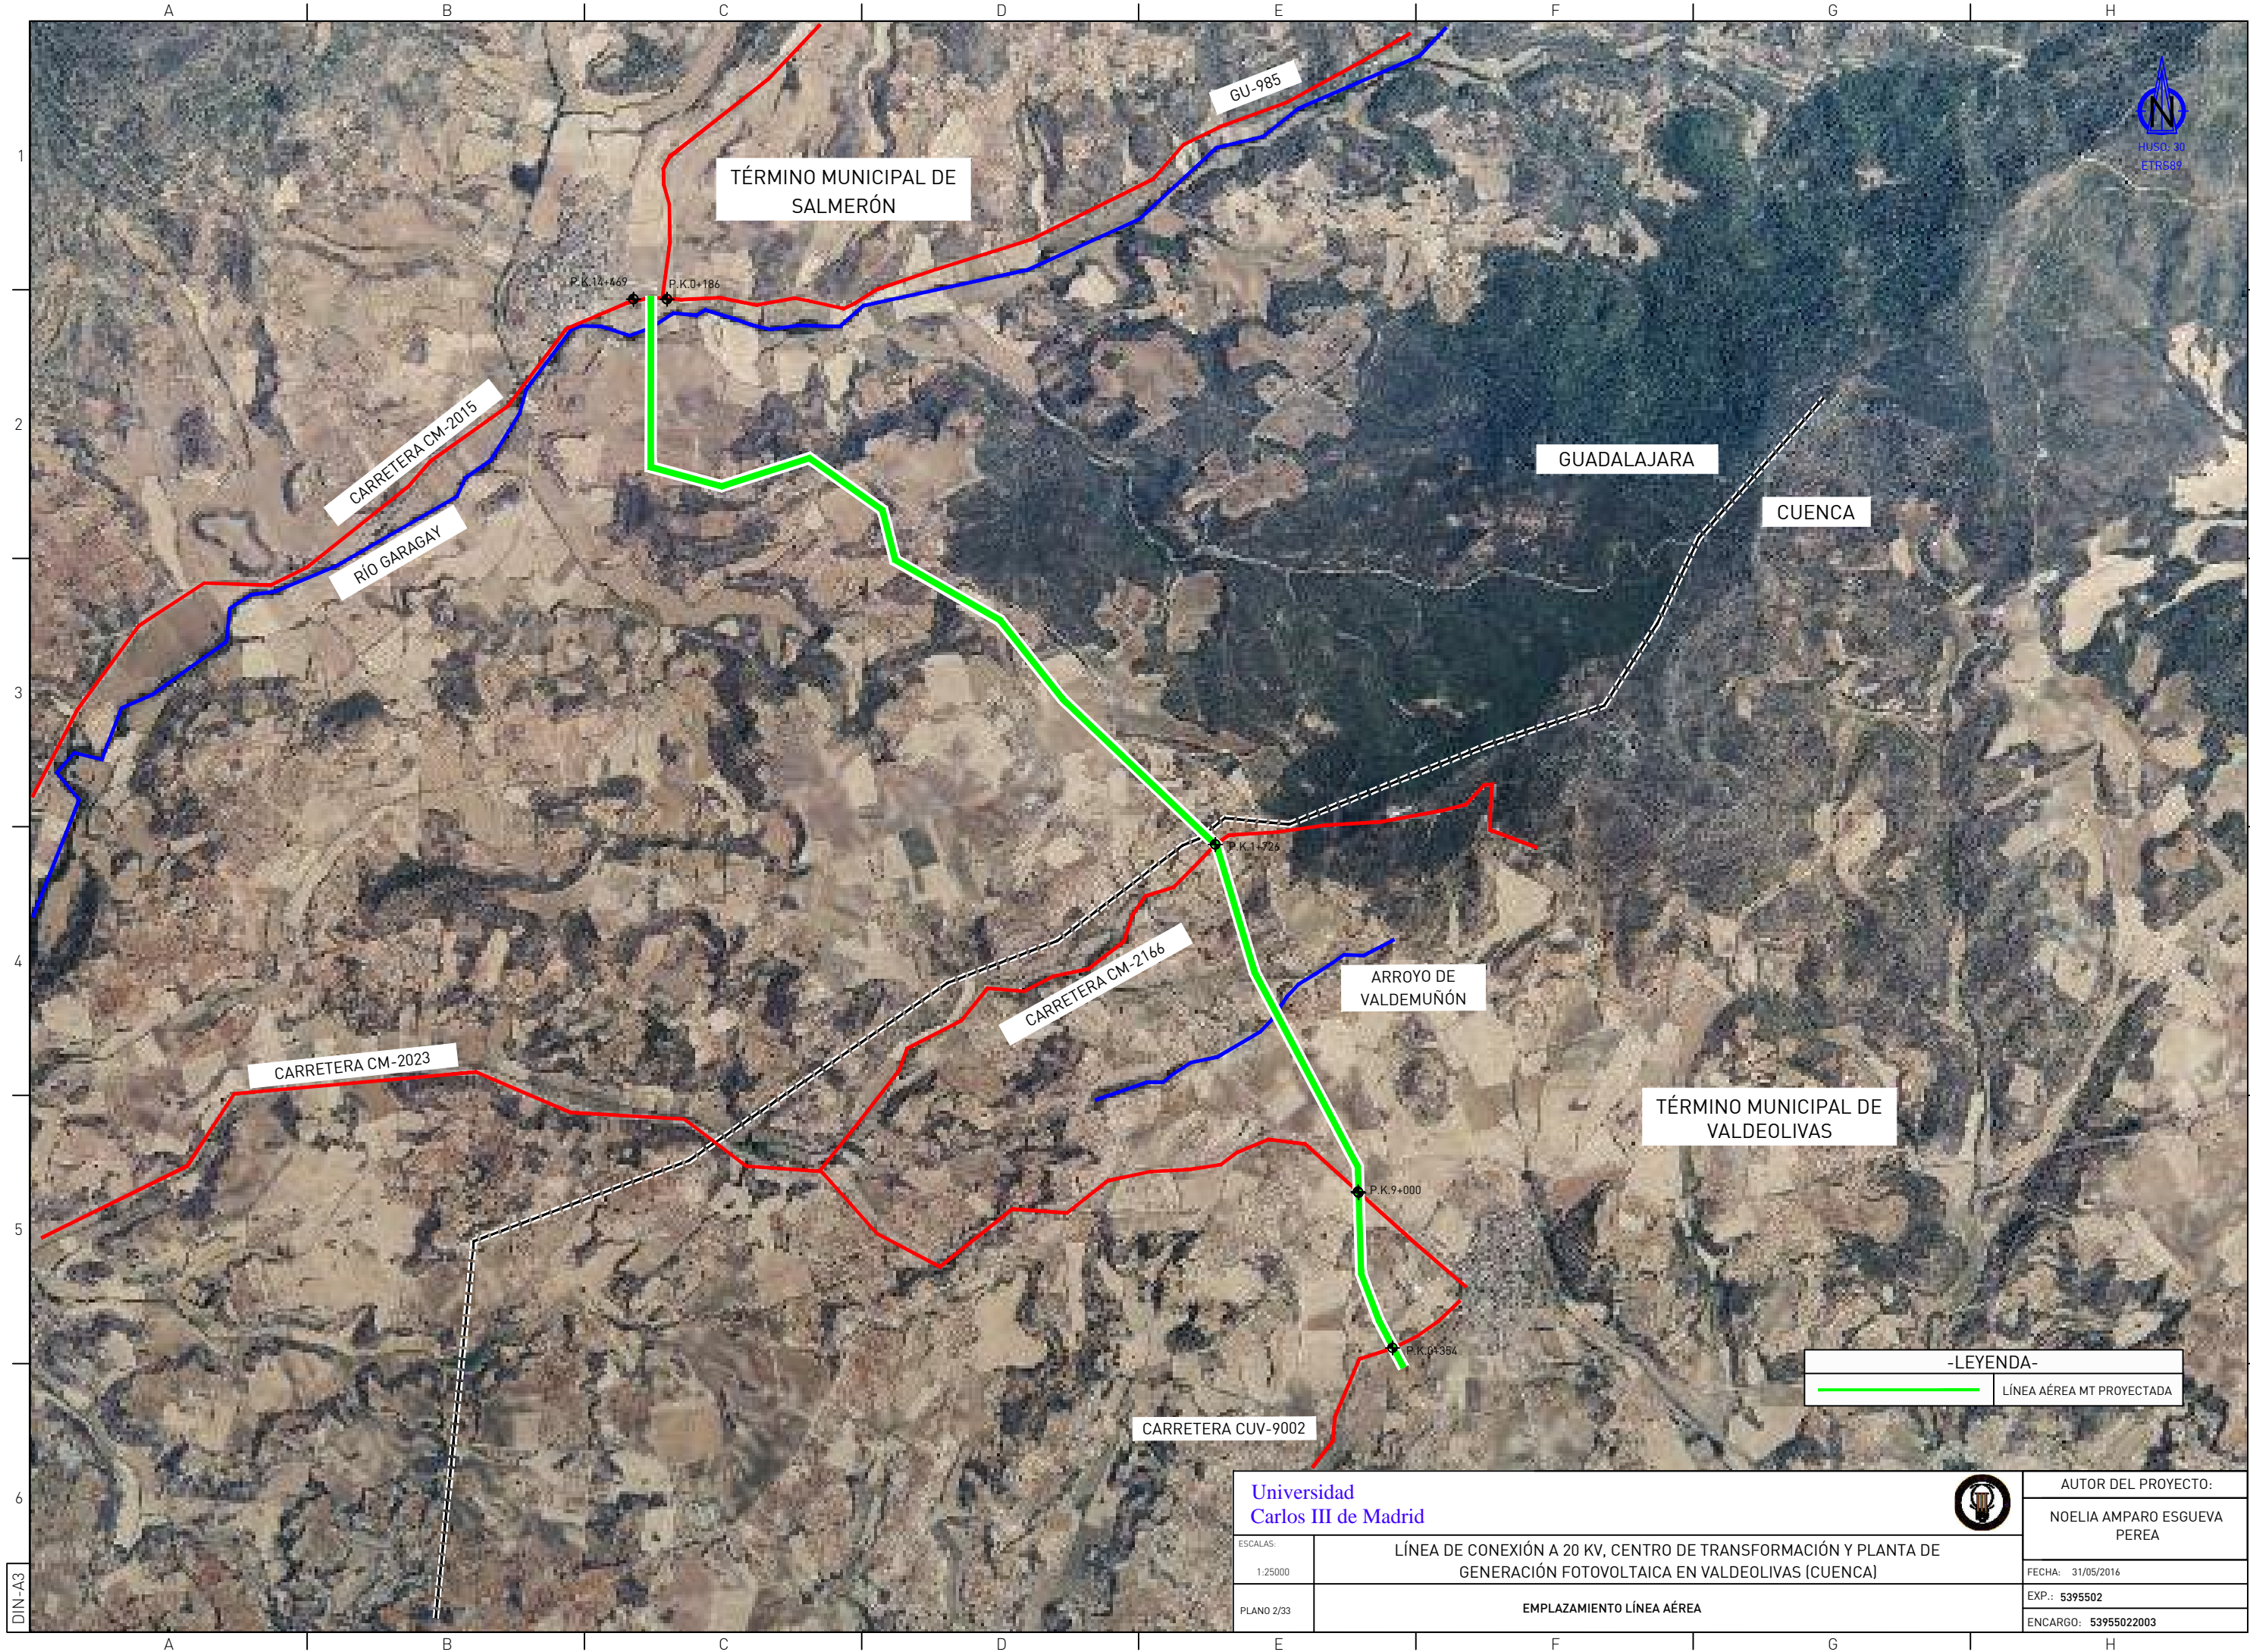 A B C D E F G H
GU-985
1
N
HUSO: 30
ETRS89
TÉRMINO MUNICIPAL DE
SALMERÓN
P.K.14+469
P.K.0+186
2
CARRETERA CM-2015
GUADALAJARA
CUENCA
RÍO GARAGAY
3
P.K.1+726
4
CARRETERA CM-2166
ARROYO DE
VALDEMUÑÓN
CARRETERA CM-2023
TÉRMINO MUNICIPAL DE
VALDEOLIVAS
P.K.9+000
5
P.K.0+354
-LEYENDA-
LÍNEA AÉREA MT PROYECTADA
CARRETERA CUV-9002
6
Universidad
Carlos III de Madrid
AUTOR DEL PROYECTO:
NOELIA AMPARO ESGUEVA
PEREA
ESCALAS:
1:25000
LÍNEA DE CONEXIÓN A 20 KV, CENTRO DE TRANSFORMACIÓN Y PLANTA DE
GENERACIÓN FOTOVOLTAICA EN VALDEOLIVAS (CUENCA)
FECHA: 31/05/2016
PLANO 2/33
EMPLAZAMIENTO LÍNEA AÉREA
EXP.: 5395502
ENCARGO: 53955022003
DIN-A3
A B C D E F G H